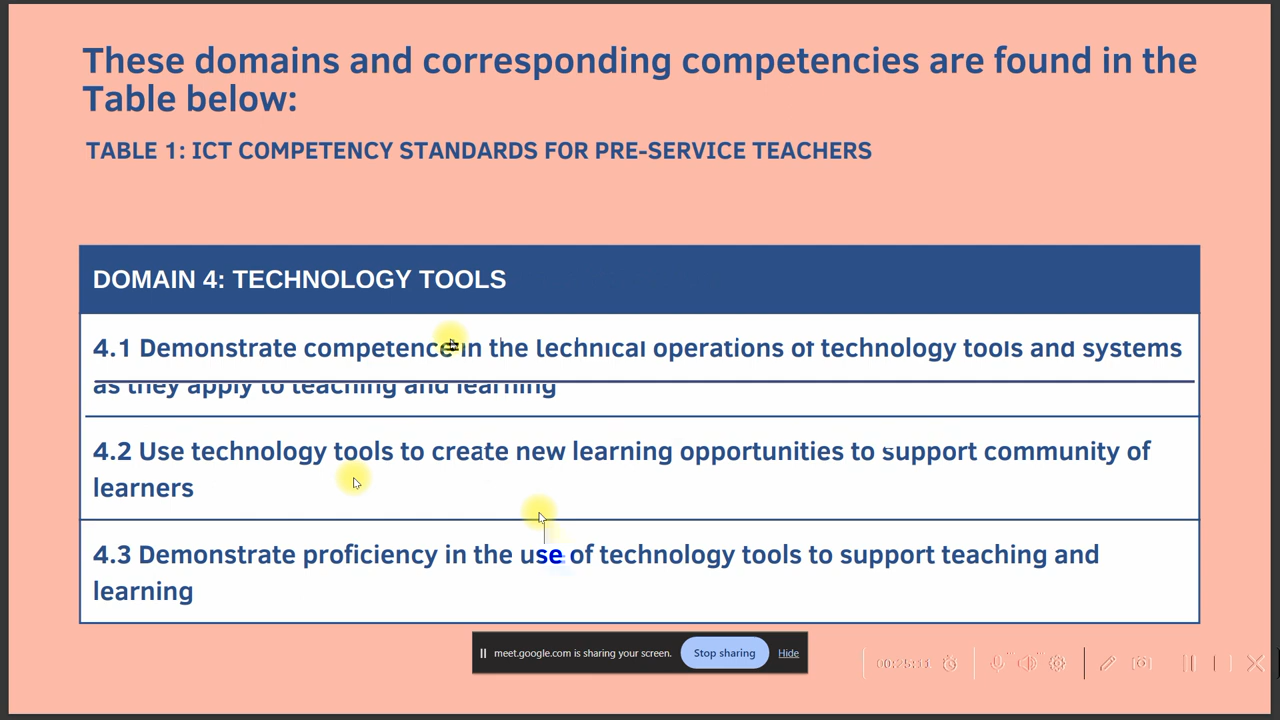 These domains and corresponding competencies are found in the
Table below:
TABLE 1: ICT COMPETENCY STANDARDS FOR PRE-SERVICE TEACHERS
DOMAIN 4: TECHNOLOGY TOOLS
4.1 Demonstrate competence in the technical operations of technology tools and systems
as they apply to teaching and learning
4.2 Use technology tools to create new learning opportunities to support community of
learners
4.3 Demonstrate proficiency in the use of technology tools to support teaching and
learning
meet.google.com is sharing your screen. Stop sharing Hide